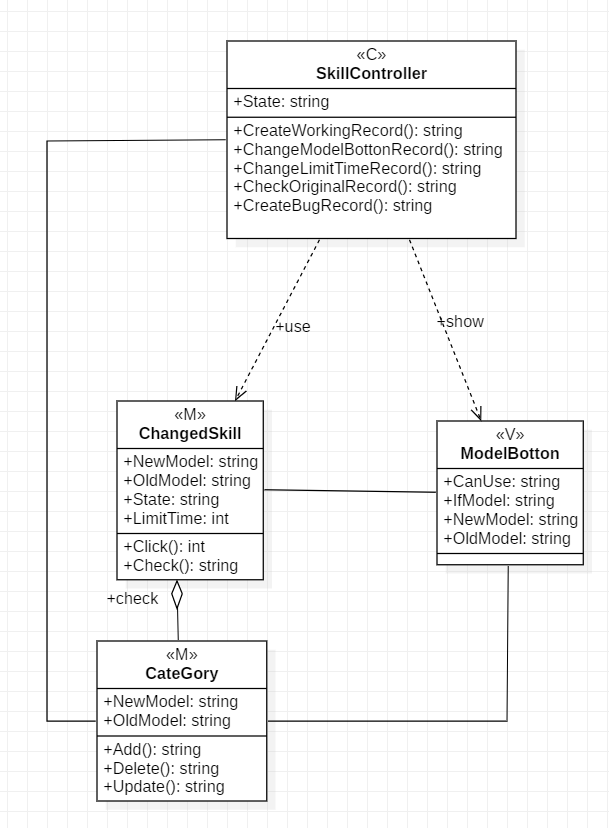 «C»
SkillController
+State: string
+CreateWorkingRecord(): string
+ChangeModelBottonRecord(): string
+ChangeLimitTimeRecord(): string
+CheckOriginalRecord(): string
+CreateBugRecord(): string
+use
+show
«M»
ChangedSkill
+NewModel: string
+OldModel: string
+State: string
+LimitTime: int
+Click(): int
+Check(): string
«V»
ModelBotton
+CanUse: string
+IfModel: string
+NewModel: string
+OldModel: string
+check
«M»
CateGory
+NewModel: string
+OldModel: string
+Add(): string
+Delete(): string
+Update(): string